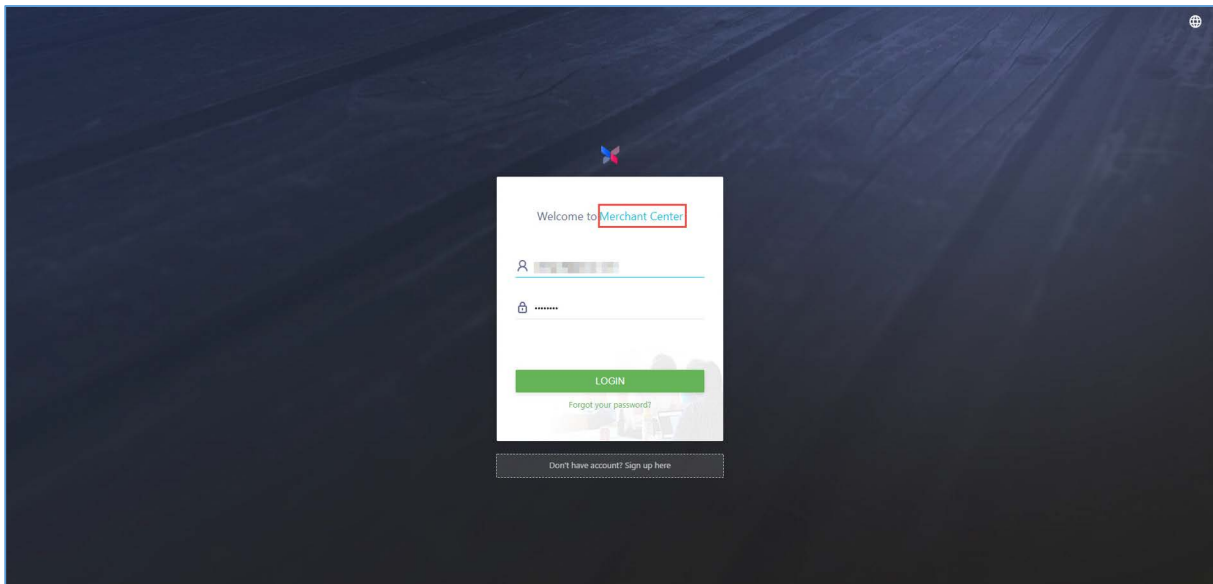 Welcome to Merchant Center
••••••••
LOGIN
Forgot your password?
Don't have account? Sign up here